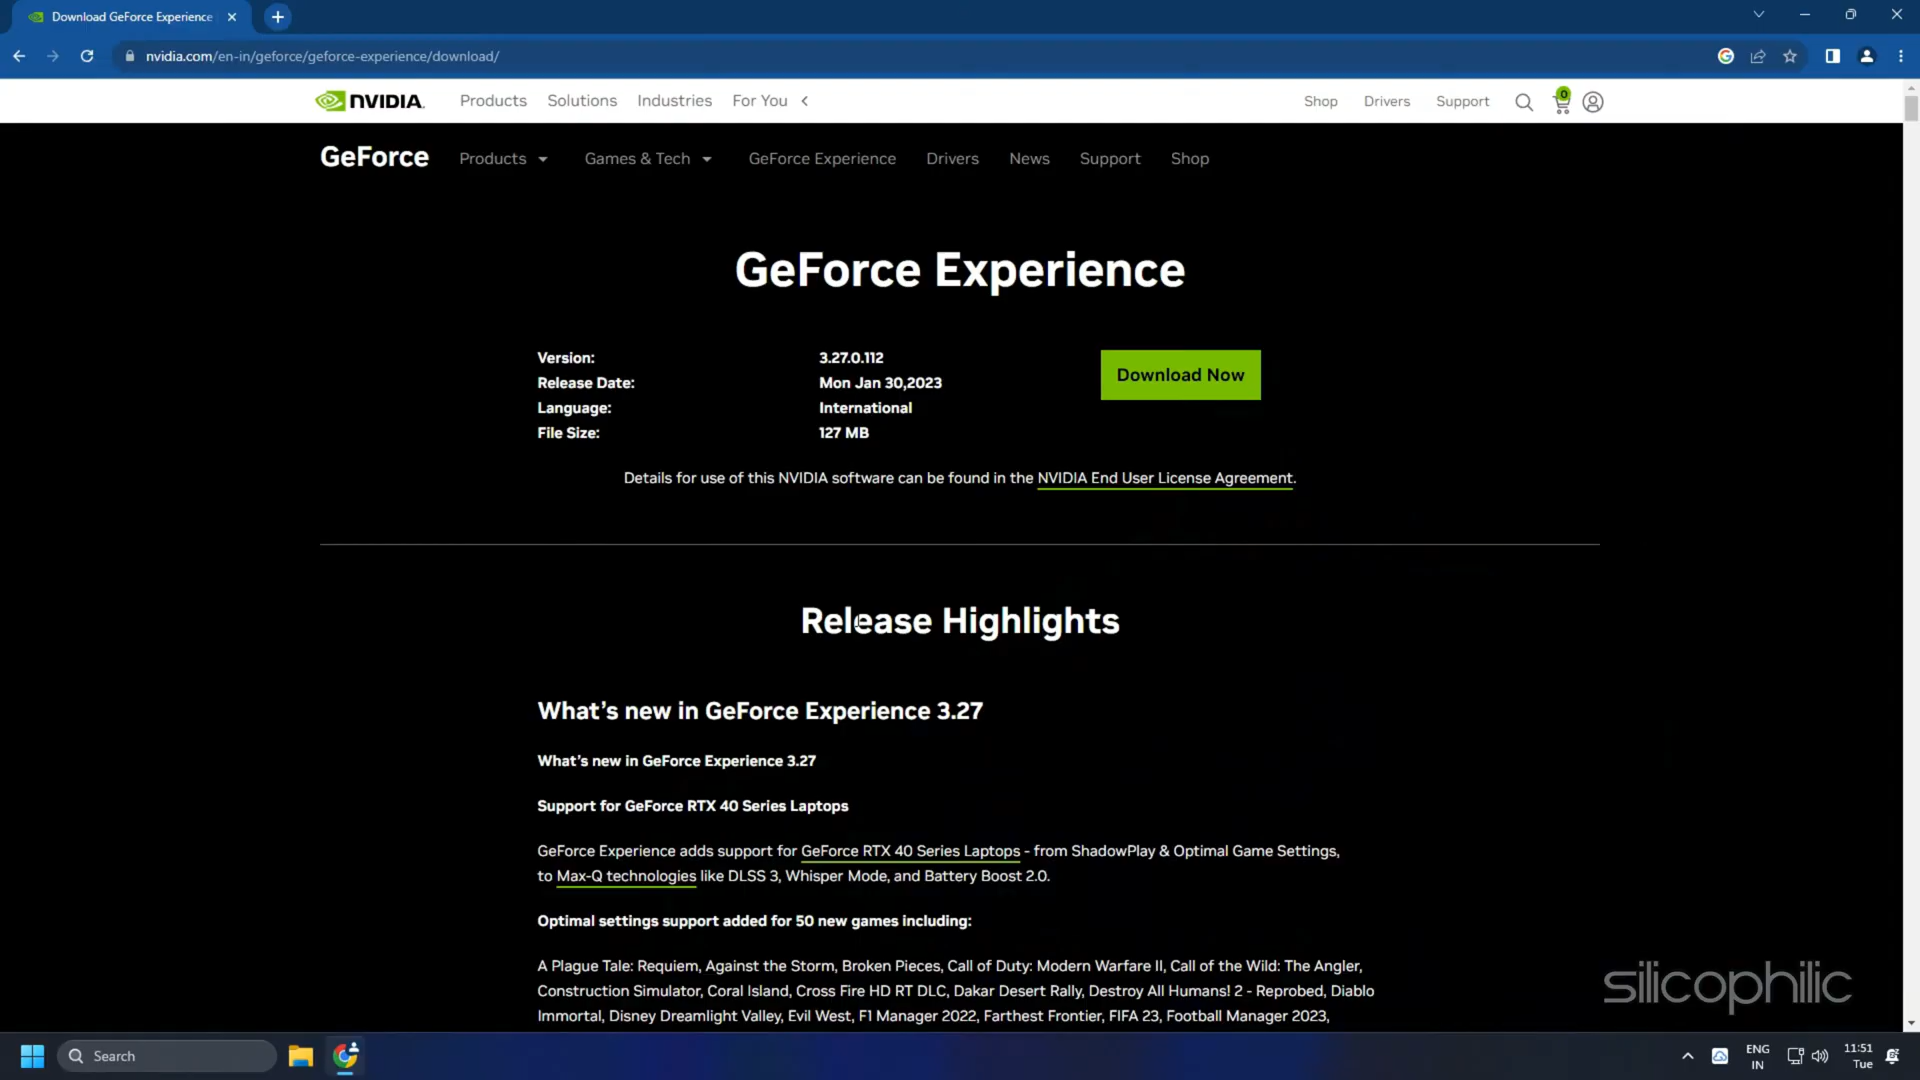 Download GeForce Experience
nvidia.com/en-in/geforce/geforce-experience/download/
NVIDIA.
Products Solutions Industries For You
Shop Drivers Support
0
GeForce Products Games & Tech GeForce Experience Drivers News Support Shop
GeForce Experience
Version: 3.27.0.112
Release Date: Mon Jan 30,2023
Language: International
File Size: 127 MB
Download Now
Details for use of this NVIDIA software can be found in the NVIDIA End User License Agreement.
Release Highlights
What’s new in GeForce Experience 3.27
What’s new in GeForce Experience 3.27
Support for GeForce RTX 40 Series Laptops
GeForce Experience adds support for GeForce RTX 40 Series Laptops - from ShadowPlay & Optimal Game Settings,
to Max-Q technologies like DLSS 3, Whisper Mode, and Battery Boost 2.0.
Optimal settings support added for 50 new games including:
A Plague Tale: Requiem, Against the Storm, Broken Pieces, Call of Duty: Modern Warfare II, Call of the Wild: The Angler,
Construction Simulator, Coral Island, Cross Fire HD RT DLC, Dakar Desert Rally, Destroy All Humans! 2 - Reprobed, Diablo
Immortal, Disney Dreamlight Valley, Evil West, F1 Manager 2022, Farthest Frontier, FIFA 23, Football Manager 2023,
silicophilic
Search
ENG
IN
11:51
Tue